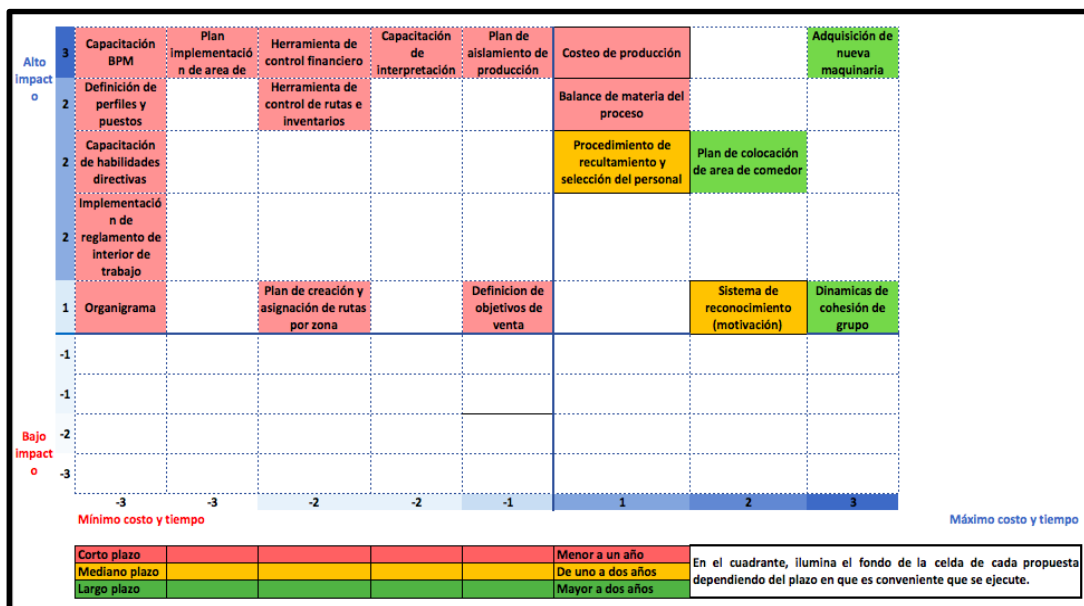 Alto
impact
o
3
Capacitación
BPM
Plan
implementació
n de area de
Herramienta de
control financiero
Capacitación
de
interpretación
Plan de
aislamiento de
producción
Costeo de producción
Adquisición de
nueva
maquinaria
2
Definición de
perfiles y
puestos
Herramienta de
control de rutas e
inventarios
Balance de materia del
proceso
2
Capacitación
de habilidades
directivas
Procedimiento de
recultamiento y
selección del personal
Plan de colocación
de area de comedor
2
Implementació
n de
reglamento de
interior de
trabajo
1
Organigrama
Plan de creación y
asignación de rutas
por zona
Definicion de
objetivos de
venta
Sistema de
reconocimiento
(motivación)
Dinamicas de
cohesión de
grupo
-1
-1
-2
Bajo
impact
o
-3
-3 -3 -2 -2 -1 1 2 3
Mínimo costo y tiempo Máximo costo y tiempo
Corto plazo Menor a un año
Mediano plazo De uno a dos años
Largo plazo Mayor a dos años
En el cuadrante, ilumina el fondo de la celda de cada propuesta
dependiendo del plazo en que es conveniente que se ejecute.